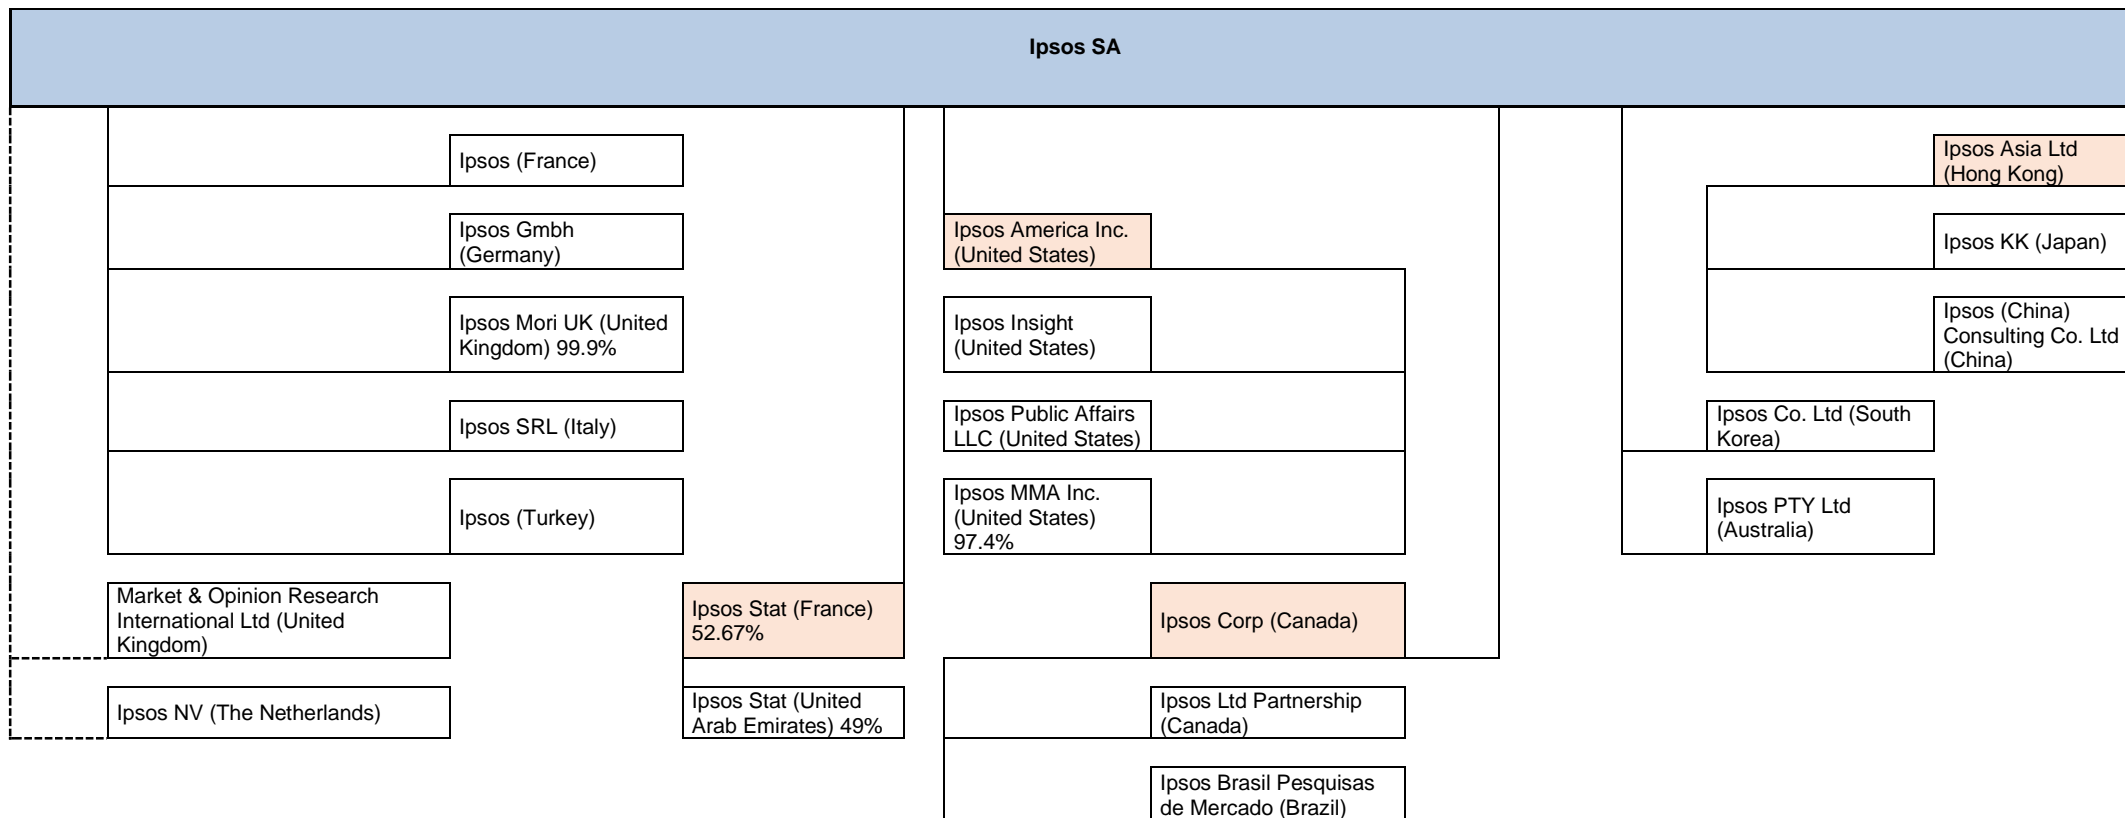 Ipsos SA
Ipsos (France)
Ipsos Gmbh
(Germany)
Ipsos Mori UK (United
Kingdom) 99.9%
Ipsos SRL (Italy)
Ipsos (Turkey)
Market & Opinion Research
International Ltd (United
Kingdom)
Ipsos NV (The Netherlands)
Ipsos Stat (France)
52.67%
Ipsos Stat (United
Arab Emirates) 49%
Ipsos America Inc.
(United States)
Ipsos Insight
(United States)
Ipsos Public Affairs
LLC (United States)
Ipsos MMA Inc.
(United States)
97.4%
Ipsos Corp (Canada)
Ipsos Ltd Partnership
(Canada)
Ipsos Brasil Pesquisas
de Mercado (Brazil)
Ipsos Asia Ltd
(Hong Kong)
Ipsos KK (Japan)
Ipsos (China)
Consulting Co. Ltd
(China)
Ipsos Co. Ltd (South
Korea)
Ipsos PTY Ltd
(Australia)